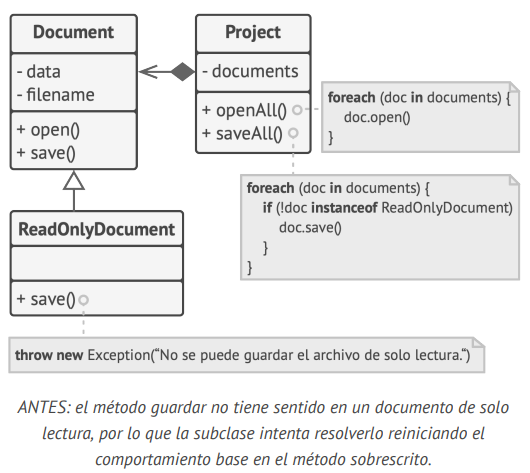 Document
- data
- filename
+ open()
+ save()
Project
- documents
+ openAll()
+ saveAll()
foreach (doc in documents) {
doc.open()
}
foreach (doc in documents) {
if (!doc instanceof ReadOnlyDocument)
doc.save()
}
}
ReadOnlyDocument
+ save()
throw new Exception(“No se puede guardar el archivo de solo lectura.“)
ANTES: el método guardar no tiene sentido en un documento de solo
lectura, por lo que la subclase intenta resolverlo reiniciando el
comportamiento base en el método sobrescrito.